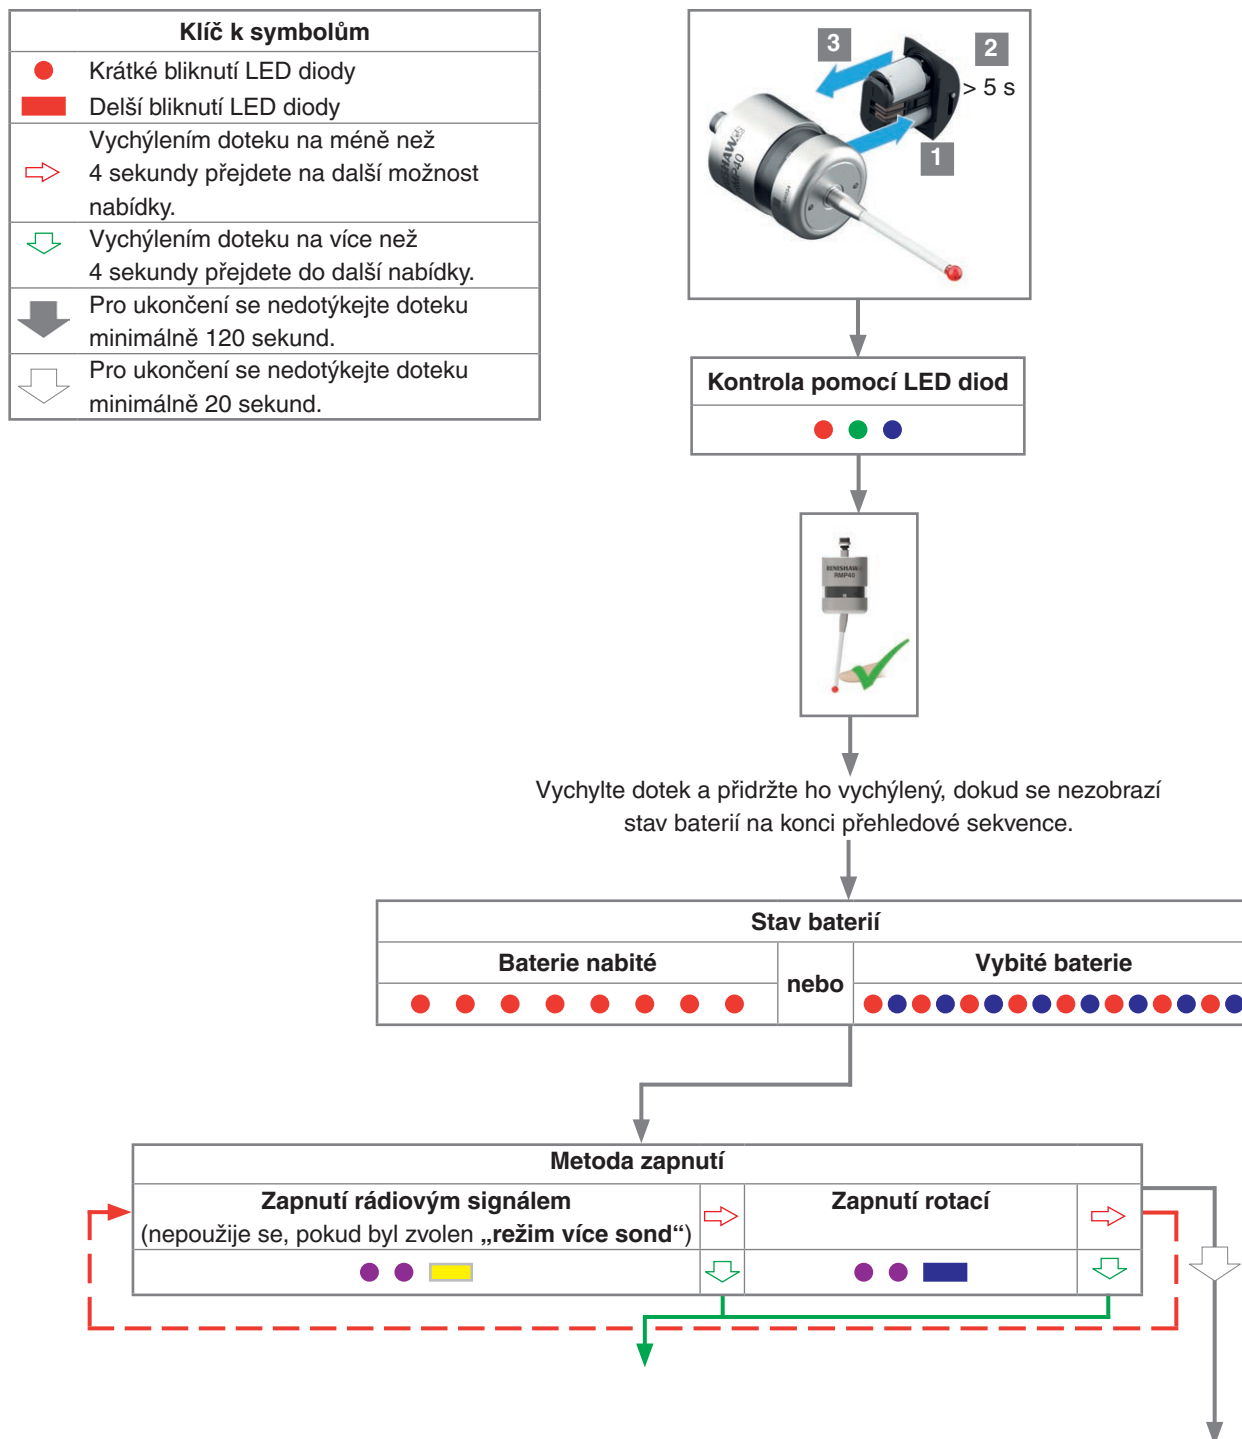 Klíč k symbolům
Krátké bliknutí LED diody
Delší bliknutí LED diody
Vychýlením doteku na méně než
4 sekundy přejdete na další možnost
nabídky.
Vychýlením doteku na více než
4 sekundy přejdete do další nabídky.
Pro ukončení se nedotýkejte doteku
minimálně 120 sekund.
Pro ukončení se nedotýkejte doteku
minimálně 20 sekund.
3
2
> 5 s
1
RENISHAW
RMP40
Kontrola pomocí LED diod
RENISHAW
RMP40
Vychylte dotek a přidržte ho vychýlený, dokud se nezobrazí
stav baterií na konci přehledové sekvence.
Stav baterií
Baterie nabité
nebo
Vybité baterie
Metoda zapnutí
Zapnutí rádiovým signálem
(nepoužije se, pokud byl zvolen „režim více sond“)
Zapnutí rotací